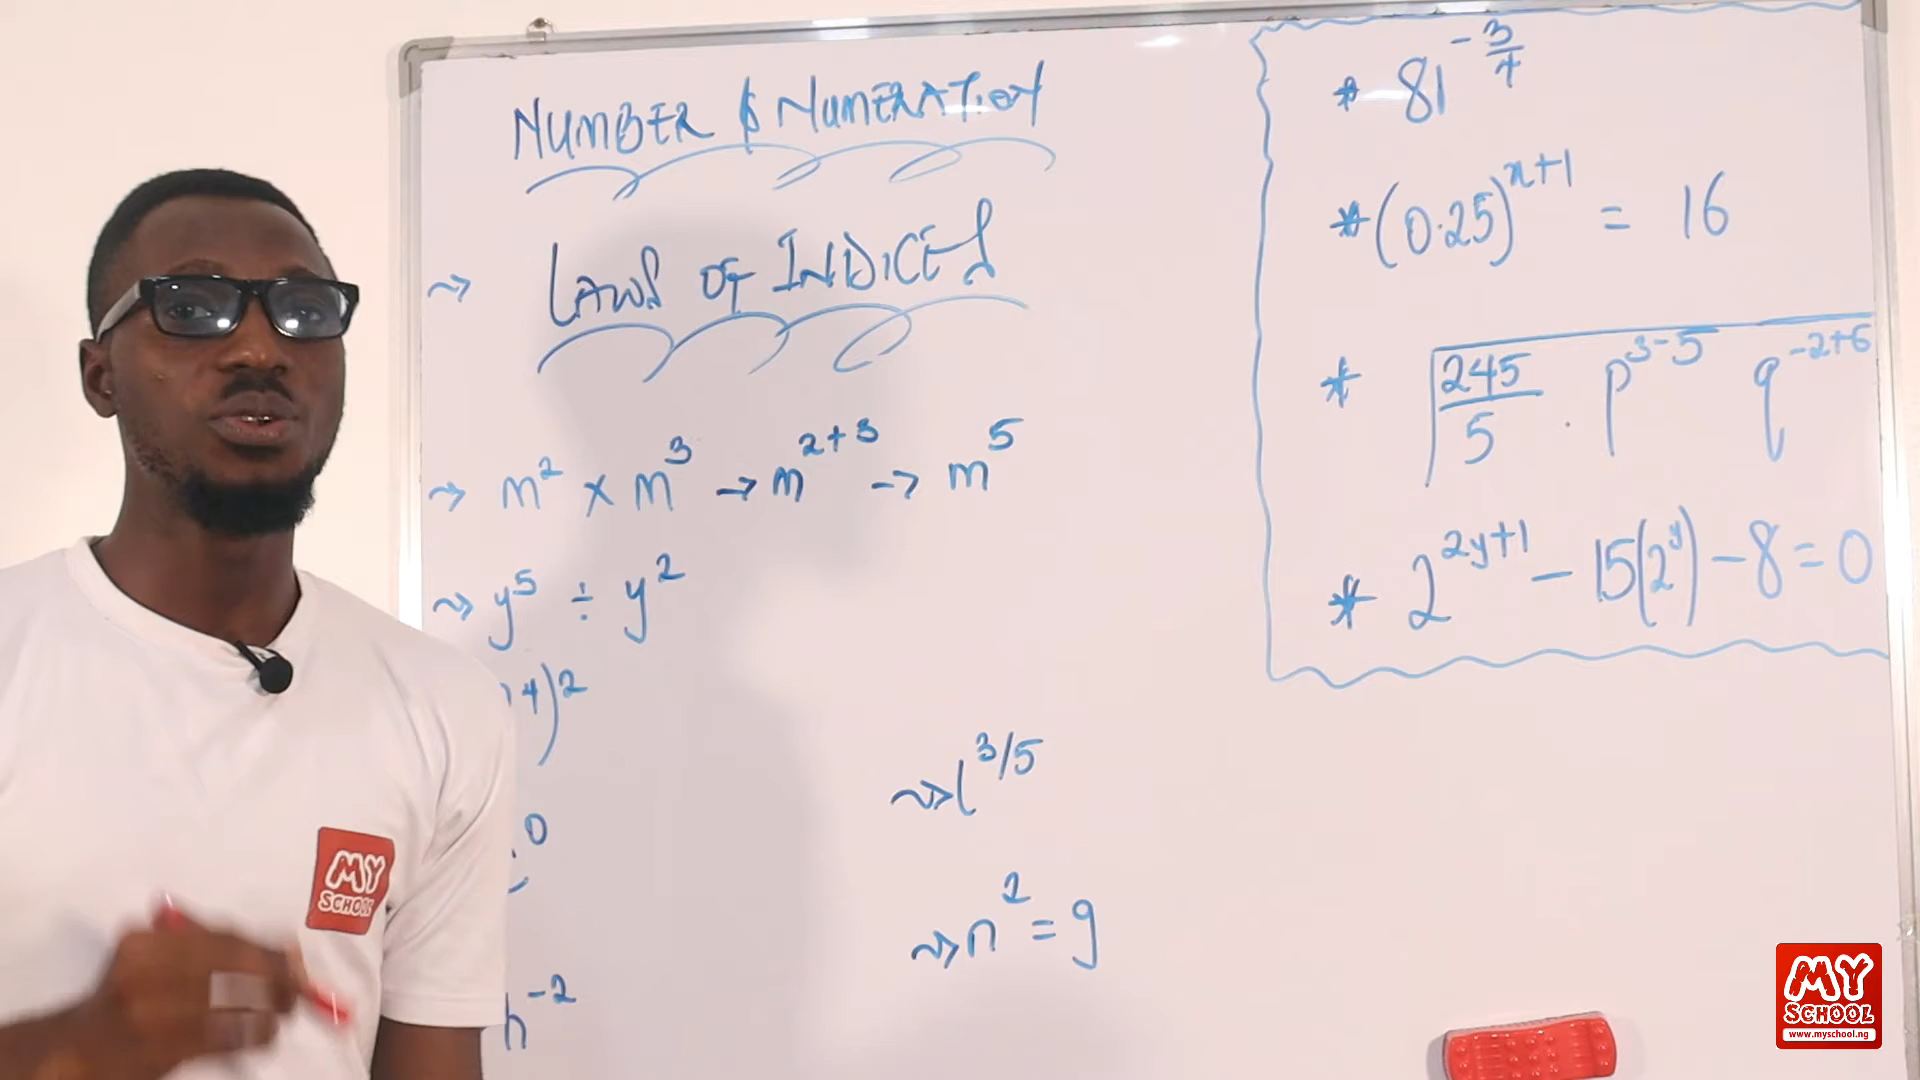 NUMBER & NUMERATION
~> LAWS OF INDICES
~> m² × m³ -> m²⁺³ -> m⁵
~> y⁵ ÷ y²
4)²
0
h⁻²
~> l^3/5
~> n² = 9
* 81^-3/4
* (0.25)^x+1 = 16
* √245/5 . p³⁻⁵ q⁻²⁺⁶
* 2^2y+1 - 15(2^y) - 8 = 0
MY
SCHOOL
MY
SCHOOL
www.myschool.ng